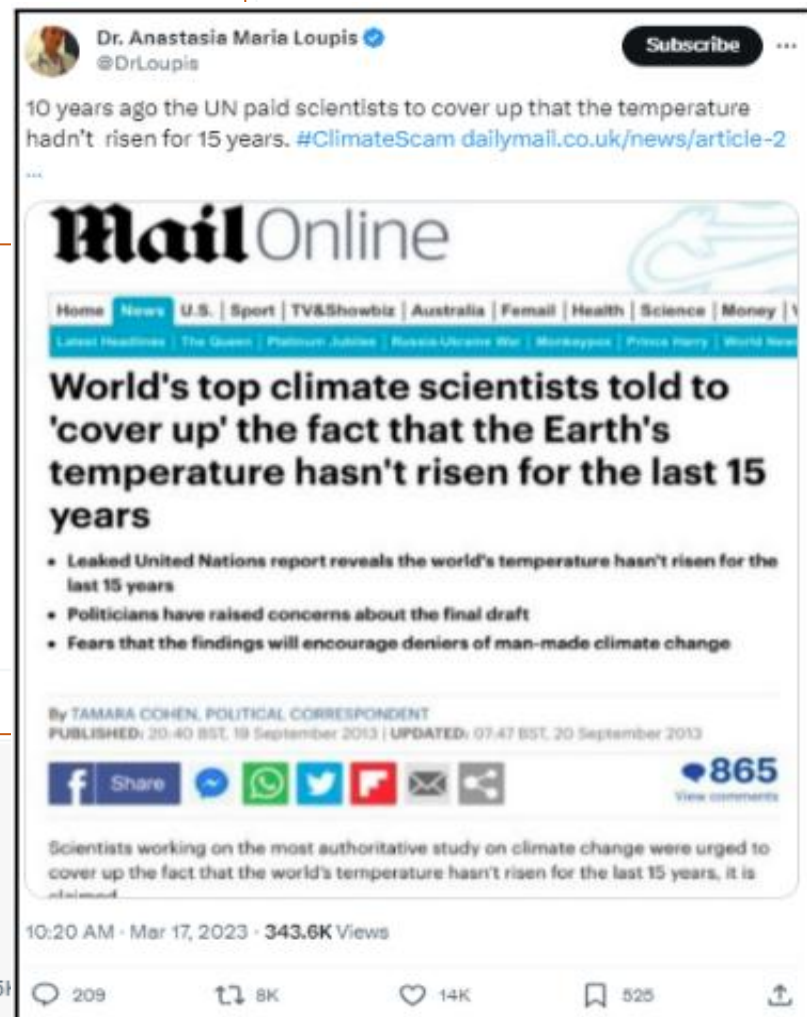 Dr. Anastasia Maria Loupis
@DrLoupis
Subscribe
10 years ago the UN paid scientists to cover up that the temperature
hadn't risen for 15 years. #ClimateScam dailymail.co.uk/news/article-2
...
Mail Online
Home News U.S. | Sport | TV&Showbiz | Australia | Femail | Health | Science | Money |
Latest Headlines | The Queen | Platinum Jubilee | Russia-Ukraine War | Monkeypox | Prince Harry | World News
World's top climate scientists told to
'cover up' the fact that the Earth's
temperature hasn't risen for the last 15
years
• Leaked United Nations report reveals the world's temperature hasn't risen for the
last 15 years
• Politicians have raised concerns about the final draft
• Fears that the findings will encourage deniers of man-made climate change
By TAMARA COHEN, POLITICAL CORRESPONDENT
PUBLISHED: 20:40 BST, 19 September 2013 | UPDATED: 07:47 BST, 20 September 2013
Share
865
View comments
Scientists working on the most authoritative study on climate change were urged to
cover up the fact that the world's temperature hasn't risen for the last 15 years, it is
claimed
10:20 AM · Mar 17, 2023 · 343.6K Views
209 8K 14K 525